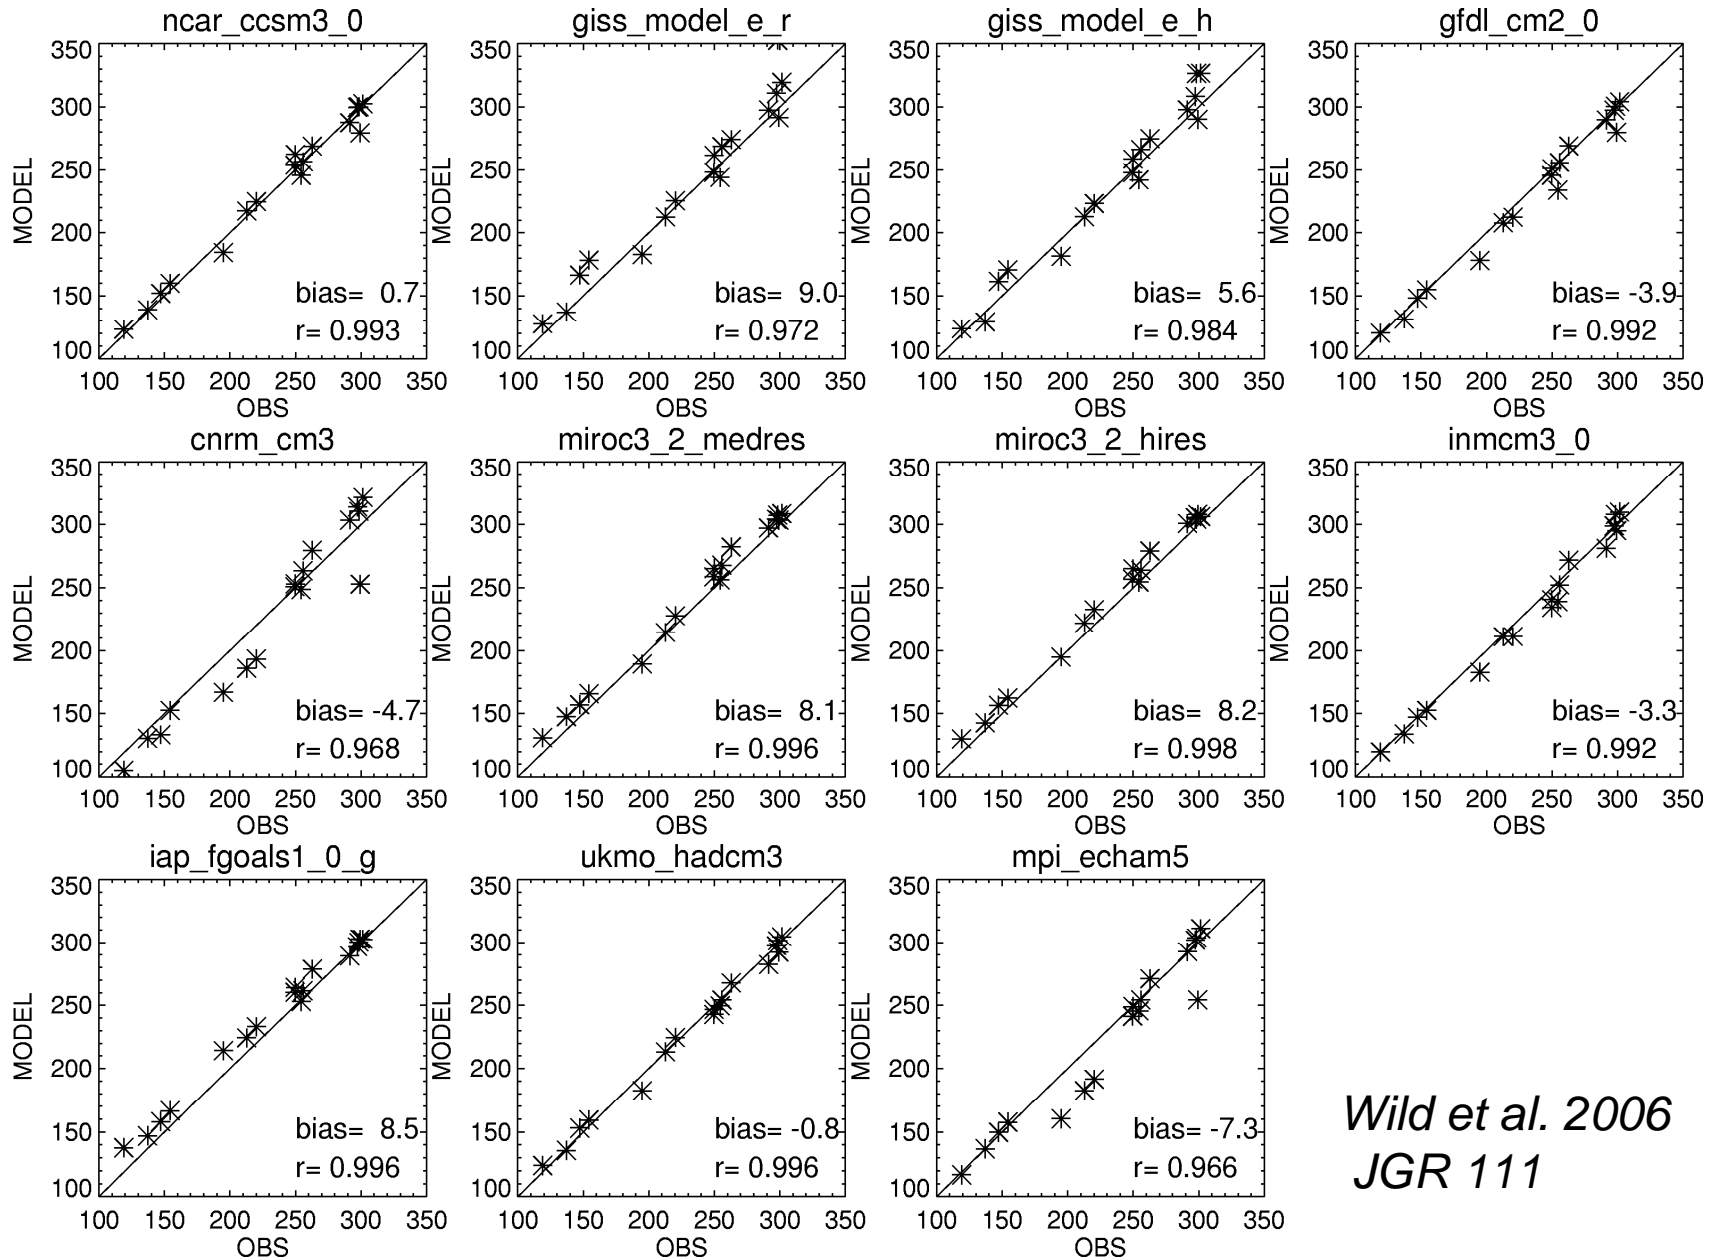 ncar_ccsm3_0
350
300
250
200
150
100
MODEL
bias= 0.7
r= 0.993
100 150 200 250 300 350
OBS
giss_model_e_r
350
300
250
200
150
100
MODEL
bias= 9.0
r= 0.972
100 150 200 250 300 350
OBS
giss_model_e_h
350
300
250
200
150
100
MODEL
bias= 5.6
r= 0.984
100 150 200 250 300 350
OBS
gfdl_cm2_0
350
300
250
200
150
100
MODEL
bias= -3.9
r= 0.992
100 150 200 250 300 350
OBS
cnrm_cm3
350
300
250
200
150
100
MODEL
bias= -4.7
r= 0.968
100 150 200 250 300 350
OBS
miroc3_2_medres
350
300
250
200
150
100
MODEL
bias= 8.1
r= 0.996
100 150 200 250 300 350
OBS
miroc3_2_hires
350
300
250
200
150
100
MODEL
bias= 8.2
r= 0.998
100 150 200 250 300 350
OBS
inmcm3_0
350
300
250
200
150
100
MODEL
bias= -3.3
r= 0.992
100 150 200 250 300 350
OBS
iap_fgoals1_0_g
350
300
250
200
150
100
MODEL
bias= 8.5
r= 0.996
100 150 200 250 300 350
OBS
ukmo_hadcm3
350
300
250
200
150
100
MODEL
bias= -0.8
r= 0.996
100 150 200 250 300 350
OBS
mpi_echam5
350
300
250
200
150
100
MODEL
bias= -7.3
r= 0.966
100 150 200 250 300 350
OBS
Wild et al. 2006
JGR 111